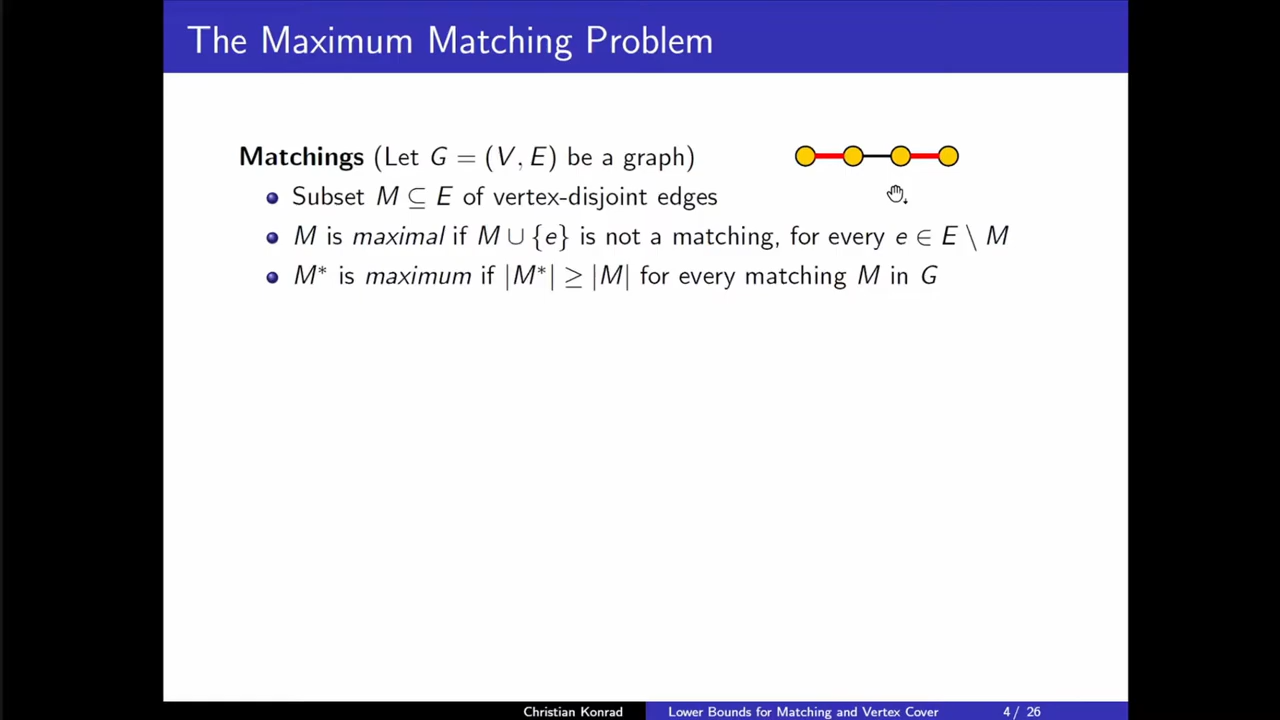 The Maximum Matching Problem
Matchings (Let G = (V, E) be a graph)
Subset M ⊆ E of vertex-disjoint edges
M is maximal if M ∪ {e} is not a matching, for every e ∈ E \ M
M* is maximum if |M*| ≥ |M| for every matching M in G
Christian Konrad Lower Bounds for Matching and Vertex Cover 4 / 26